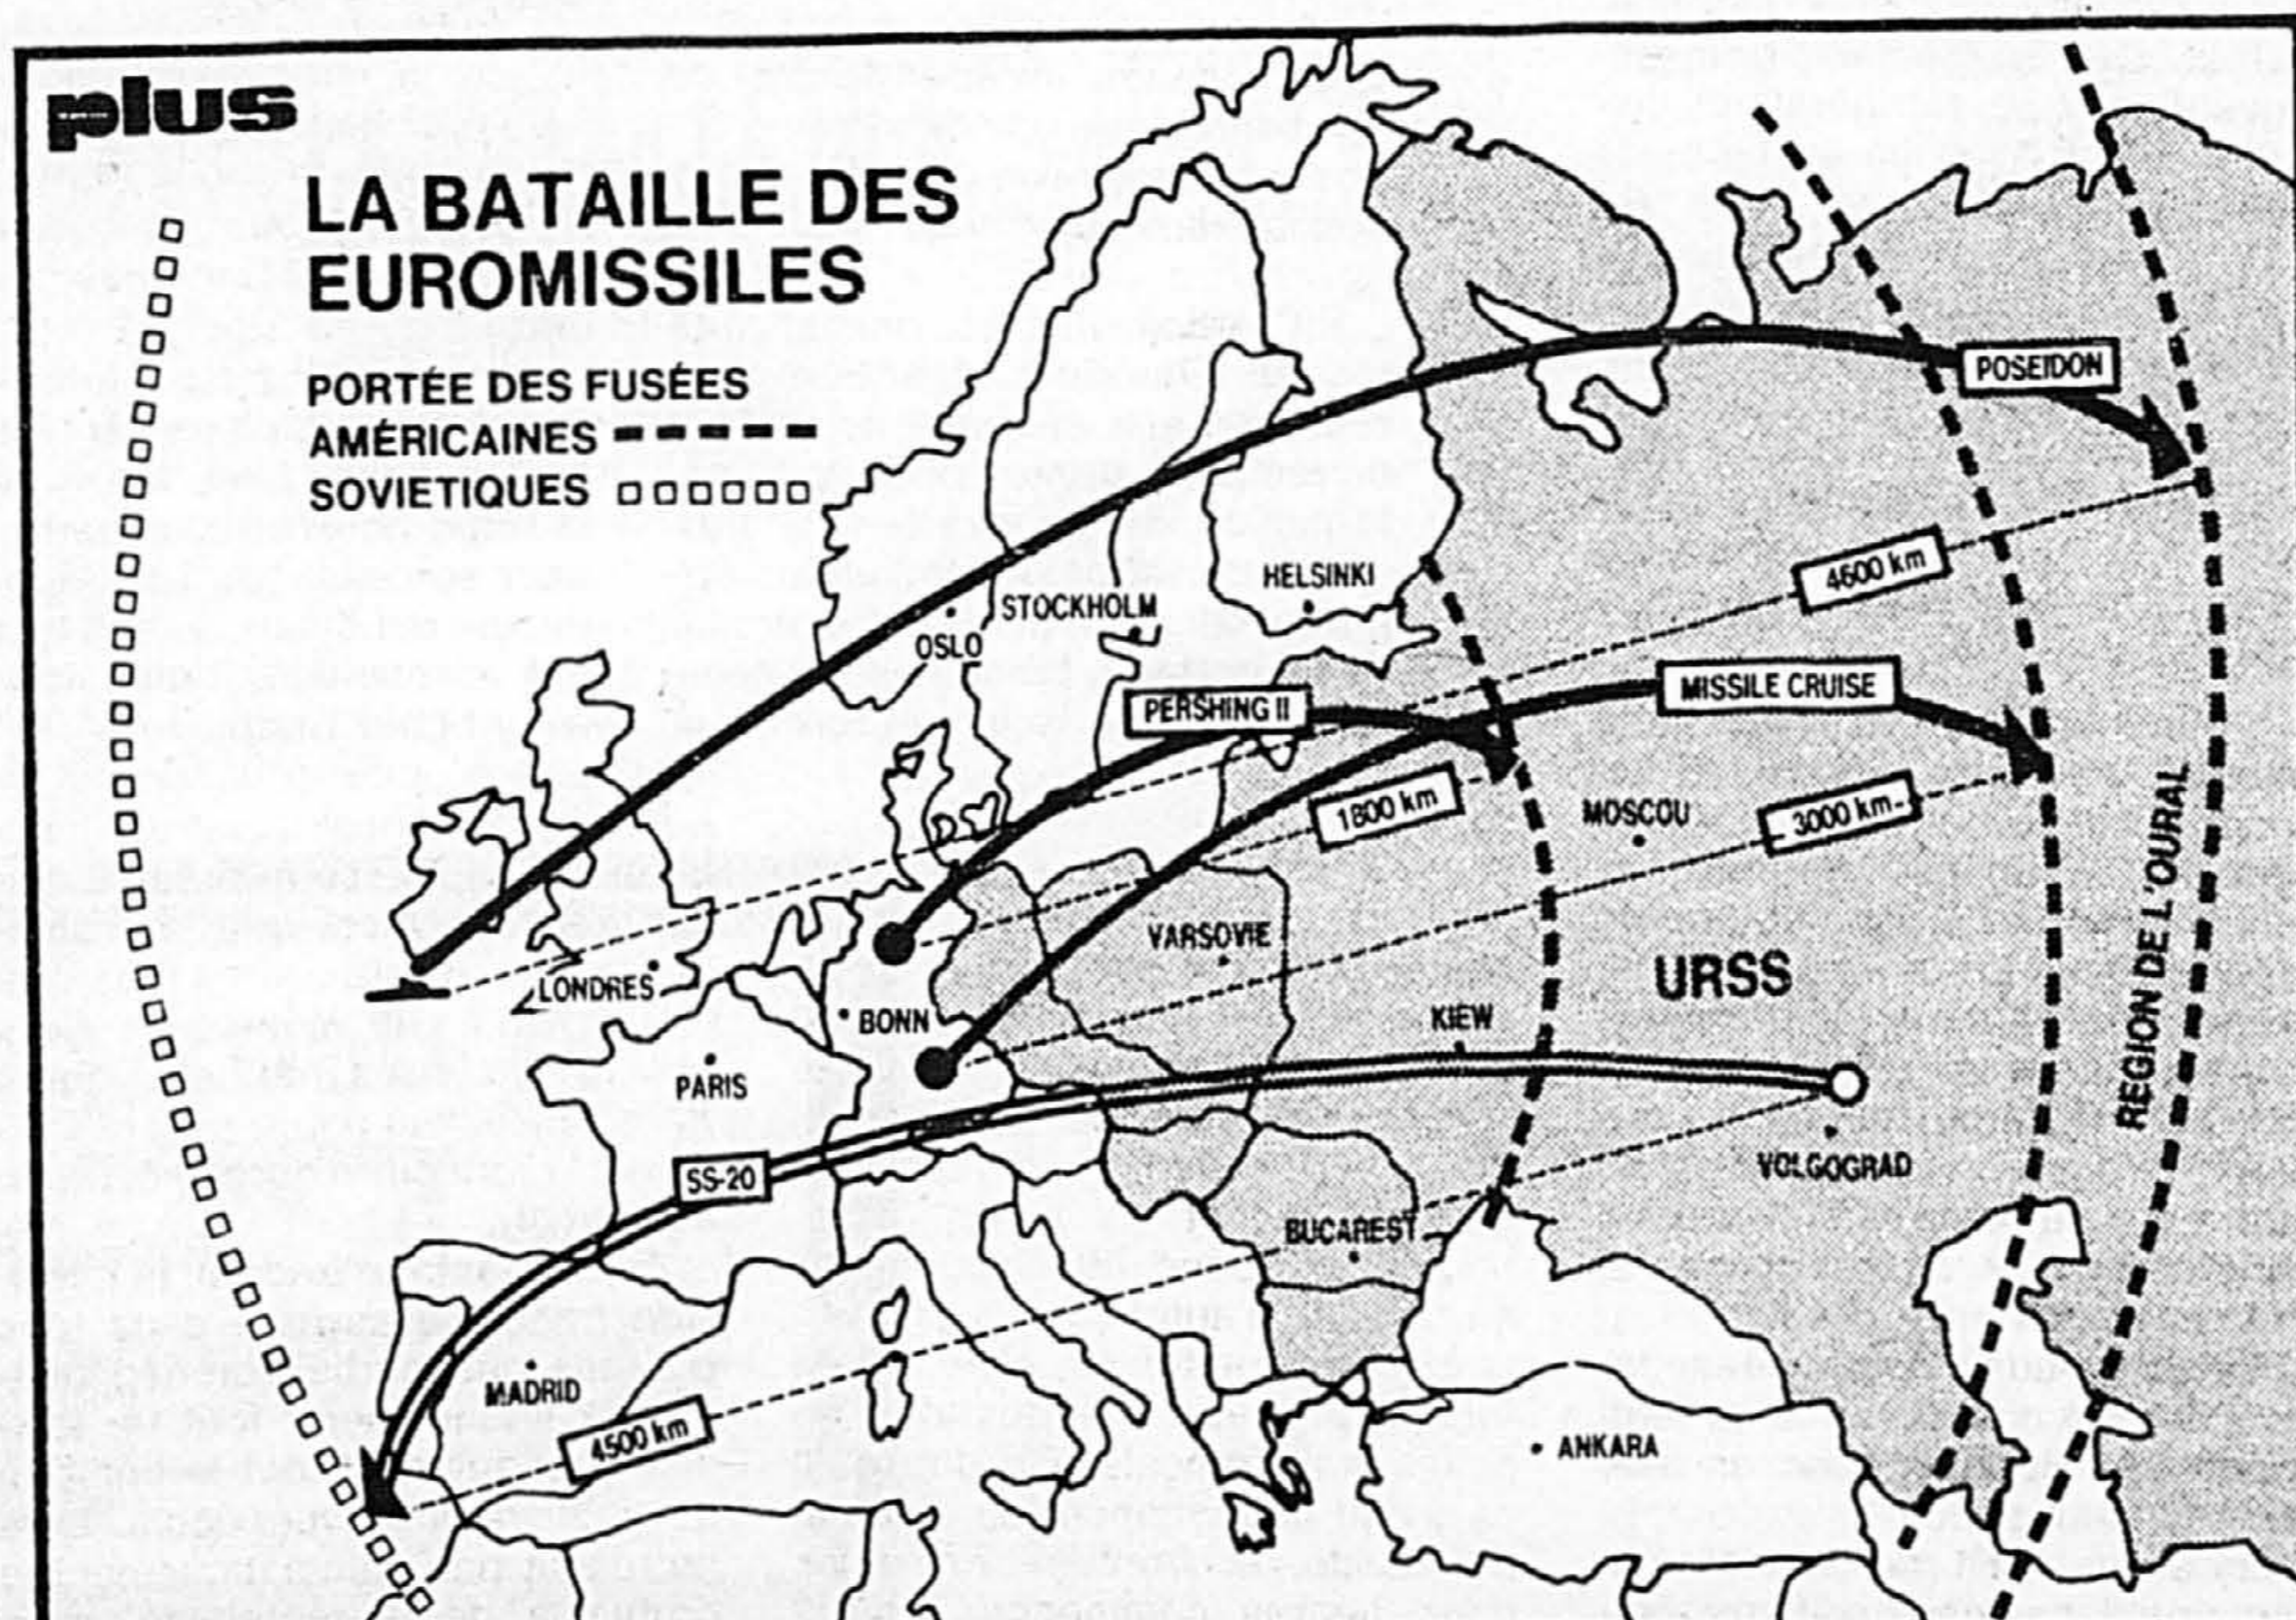 plus
LA BATAILLE DES
EUROMISSILES
PORTÉE DES FUSÉES
AMÉRICAINES
SOVIETIQUES
POSEIDON
4600 km
HELSINKI
STOCKHOLM
OSLO
MISSILE CRUISE
PERSHING II
1800 km
MOSCOU
3000 km
REGION DE L'OURAL
VARSOVIE
URSS
LONDRES
BONN
KIEW
PARIS
VOLGOGRAD
SS-20
BUCAREST
MADRID
4500 km
ANKARA